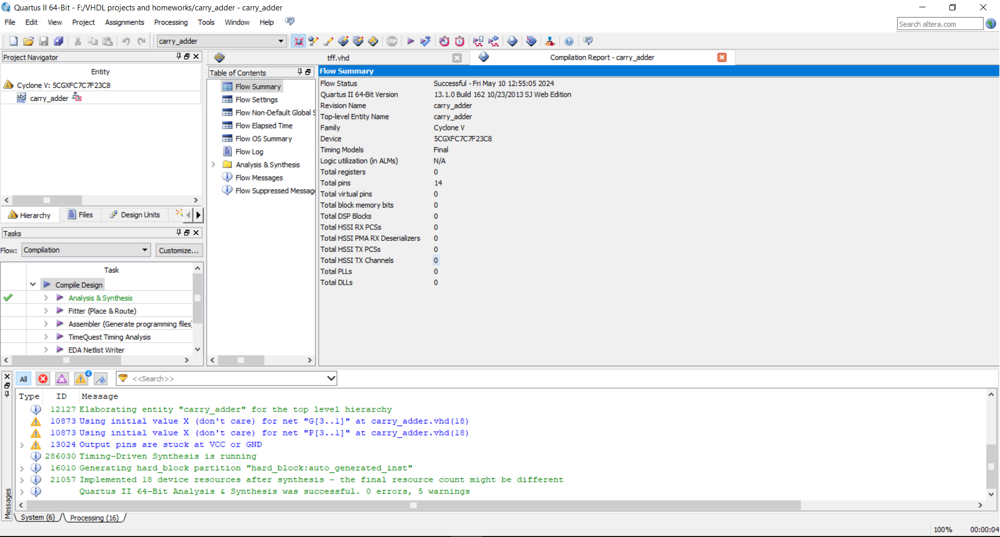 Quartus II 64-Bit - F:/VHDL projects and homeworks/carry_adder - carry_adder
File Edit View Project Assignments Processing Tools Window Help
Search altera.com
carry_adder
STOP
Project Navigator
Entity
Cyclone V: 5CGXFC7C7F23C8
carry_adder
Hierarchy Files Design Units
Tasks
Flow: Compilation Customize...
Task
Compile Design
Analysis & Synthesis
Fitter (Place & Route)
Assembler (Generate programming files)
TimeQuest Timing Analysis
EDA Netlist Writer
tff.vhd
Compilation Report - carry_adder
Table of Contents
Flow Summary
Flow Settings
Flow Non-Default Global S
Flow Elapsed Time
Flow OS Summary
Flow Log
Analysis & Synthesis
Flow Messages
Flow Suppressed Messag
Flow Summary
Flow Status Successful - Fri May 10 12:55:05 2024
Quartus II 64-Bit Version 13.1.0 Build 162 10/23/2013 SJ Web Edition
Revision Name carry_adder
Top-level Entity Name carry_adder
Family Cyclone V
Device 5CGXFC7C7F23C8
Timing Models Final
Logic utilization (in ALMs) N/A
Total registers 0
Total pins 14
Total virtual pins 0
Total block memory bits 0
Total DSP Blocks 0
Total HSSI RX PCSs 0
Total HSSI PMA RX Deserializers 0
Total HSSI TX PCSs 0
Total HSSI TX Channels 0
Total PLLs 0
Total DLLs 0
All 4 <<Search>>
Type ID Message
12127 Elaborating entity "carry_adder" for the top level hierarchy
10873 Using initial value X (don't care) for net "G[3..1]" at carry_adder.vhd(18)
10873 Using initial value X (don't care) for net "P[3..1]" at carry_adder.vhd(18)
13024 Output pins are stuck at VCC or GND
286030 Timing-Driven Synthesis is running
16010 Generating hard_block partition "hard_block:auto_generated_inst"
21057 Implemented 18 device resources after synthesis - the final resource count might be different
Quartus II 64-Bit Analysis & Synthesis was successful. 0 errors, 5 warnings
Messages
System (6) Processing (16)
100% 00:00:04